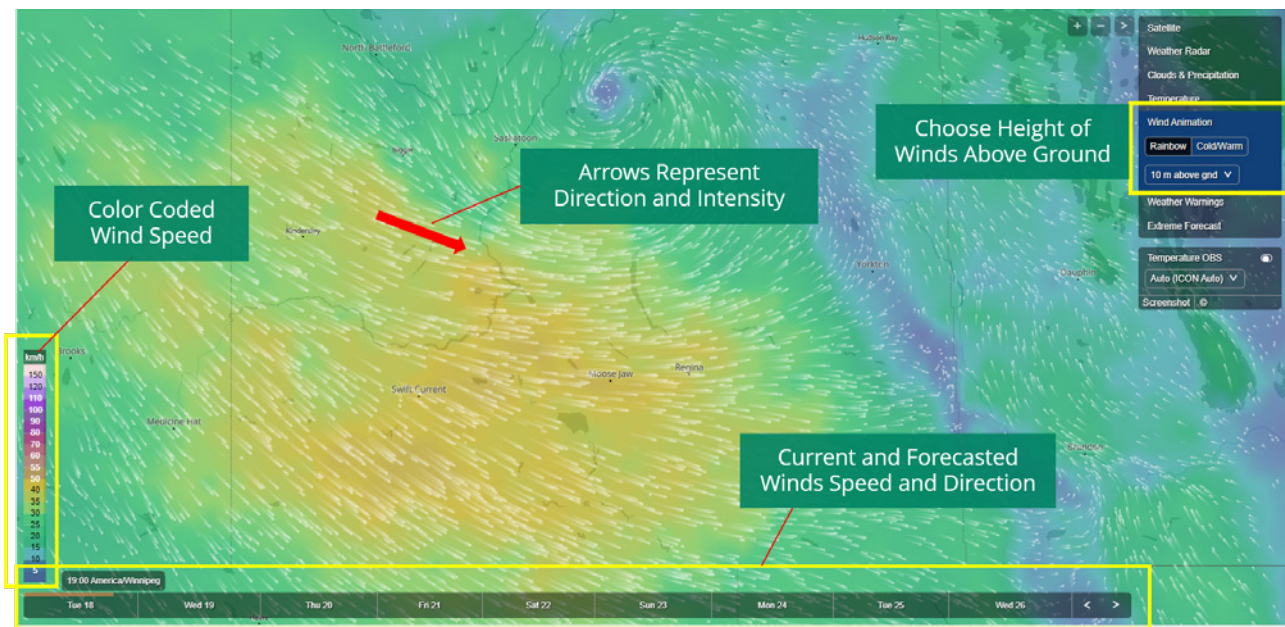 North Battleford
Hudson Bay
Saskatoon
Biggar
Kindersley
Yorkton
Dauphin
Brooks
Swift Current
Moose Jaw
Regina
Medicine Hat
Brandon
+ − >
Satellite
Weather Radar
Clouds & Precipitation
Temperature
Wind Animation
Rainbow Cold/Warm
10 m above gnd V
Weather Warnings
Extreme Forecast
Temperature OBS
Auto (ICON Auto) V
Screenshot ©
Choose Height of
Winds Above Ground
Arrows Represent
Direction and Intensity
Color Coded
Wind Speed
km/h
150
120
110
100
90
80
70
60
55
50
40
35
30
25
20
15
10
5
Current and Forecasted
Winds Speed and Direction
19:00 America/Winnipeg
Tue 18 Wed 19 Thu 20 Fri 21 Sat 22 Sun 23 Mon 24 Tue 25 Wed 26 < >